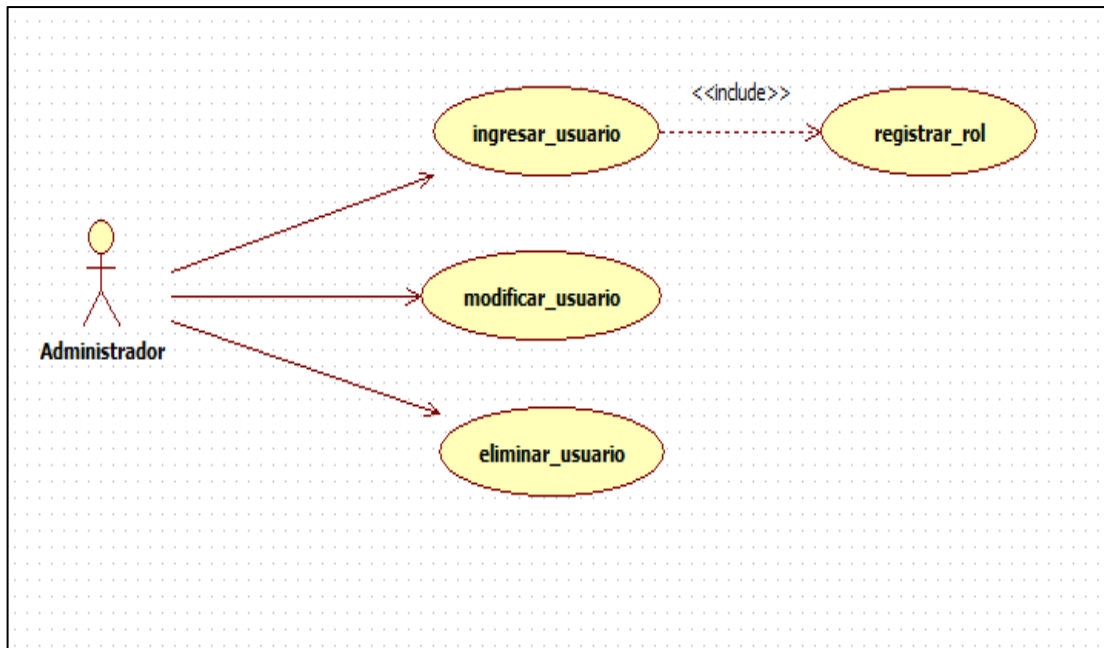 <<include>>
ingresar_usuario
registrar_rol
modificar_usuario
Administrador
eliminar_usuario